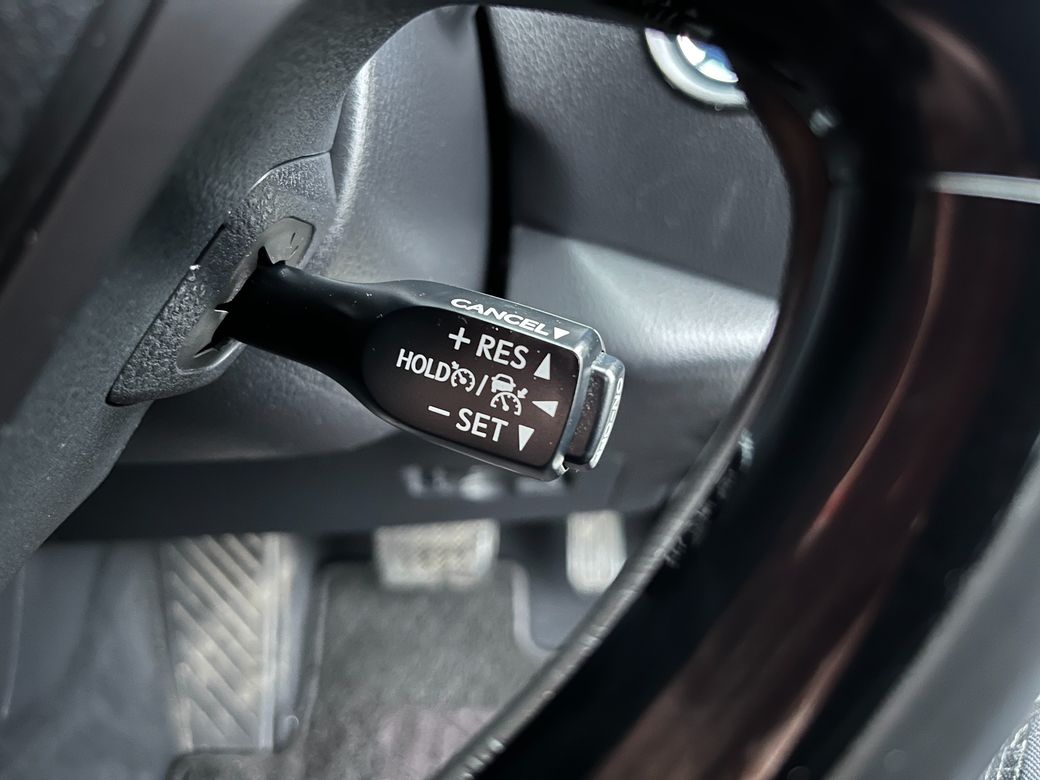 CANCEL▼
+ RES ▲
HOLD / ◀
− SET ▼